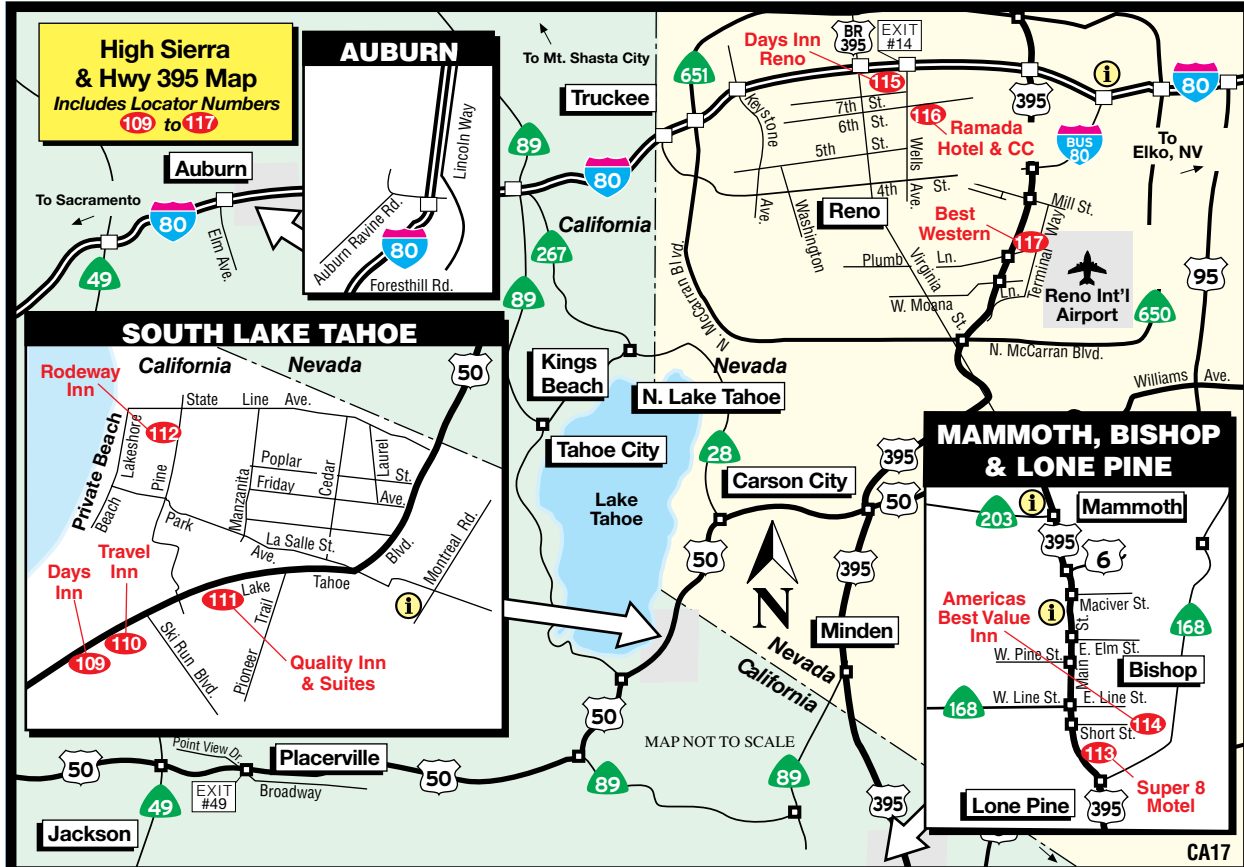 High Sierra
& Hwy 395 Map
Includes Locator Numbers
109 to 117
AUBURN
Lincoln Way
Auburn Ravine Rd.
80
Foresthill Rd.
To Mt. Shasta City
Truckee
89
80
California
267
89
Auburn
To Sacramento
80
Elm Ave.
49
651
BR
395
EXIT
#14
Days Inn
Reno
115
395
i
80
Keystone
Ave.
7th St.
6th St.
5th St.
4th St.
Wells
Ave.
116
Ramada
Hotel & CC
BUS
80
To
Elko, NV
Washington
Reno
Mill St.
Best
Western
117
Terminal Way
Plumb Ln.
Virginia
St.
W. Moana Ln.
Reno Int'l
Airport
95
650
N. McCarran Blvd.
N. McCarran Blvd.
Nevada
Williams Ave.
SOUTH LAKE TAHOE
California
Nevada
50
Rodeway
Inn
112
State Line Ave.
Private Beach
Lakeshore
Beach
Pine
Park
Ave.
Manzanita
Poplar
St.
Friday
Ave.
Cedar
Laurel
La Salle St.
Lake
Tahoe
Blvd.
Montreal Rd.
Travel
Inn
Days
Inn
111
110
109
i
Ski Run Blvd.
Pioneer
Trail
Quality Inn
& Suites
Kings
Beach
N. Lake Tahoe
Tahoe City
28
Lake
Tahoe
Carson City
395
50
50
395
N
Minden
Nevada
California
50
MAP NOT TO SCALE
89
89
395
50
Point View Dr.
Placerville
50
EXIT
#49
Broadway
49
Jackson
MAMMOTH, BISHOP
& LONE PINE
203
i
Mammoth
395
6
Americas
Best Value
Inn
i
Maciver St.
168
W. Pine St.
Main
St.
E. Elm St.
Bishop
W. Line St.
E. Line St.
168
114
Short St.
113
Super 8
Motel
Lone Pine
395
CA17